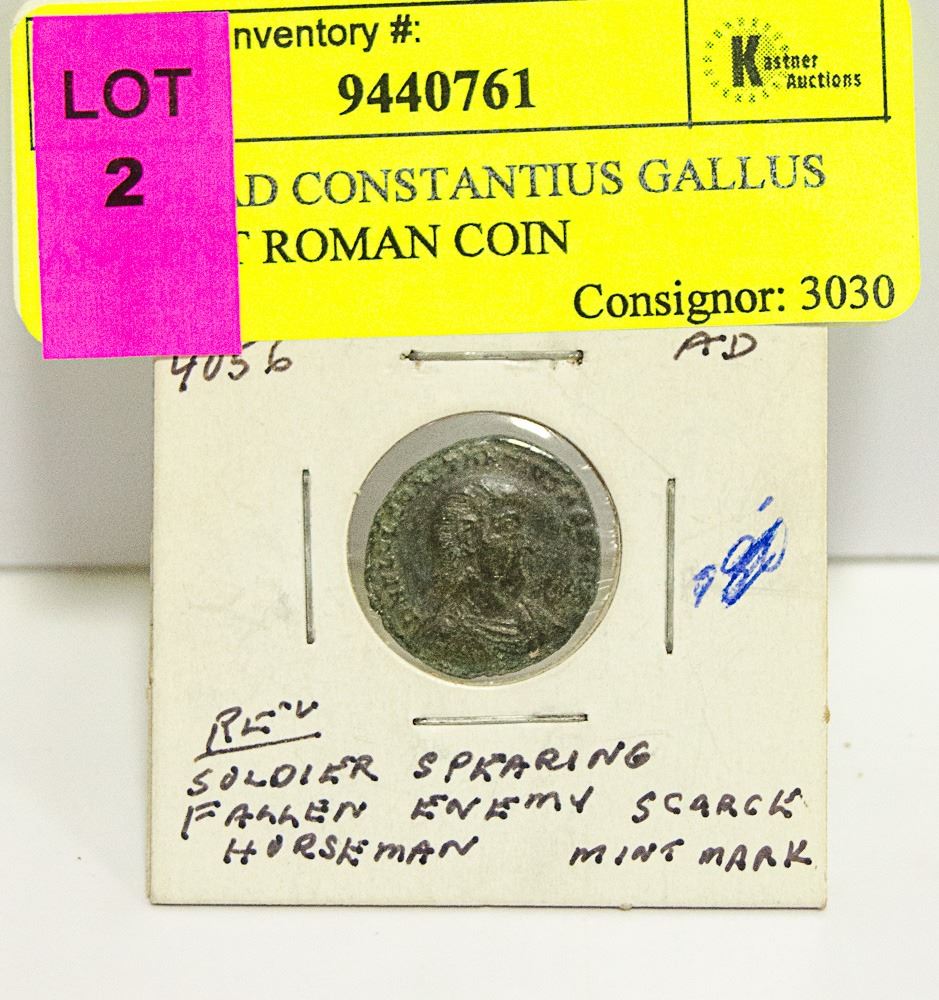 LOT
2
nventory #:
9440761
Kastner
Auctions
AD CONSTANTIUS GALLUS
T ROMAN COIN
Consignor: 3030
4056
AD
REV
SOLDIER SPEARING
FALLEN ENEMY SCARCE
HORSEMAN MINT MARK